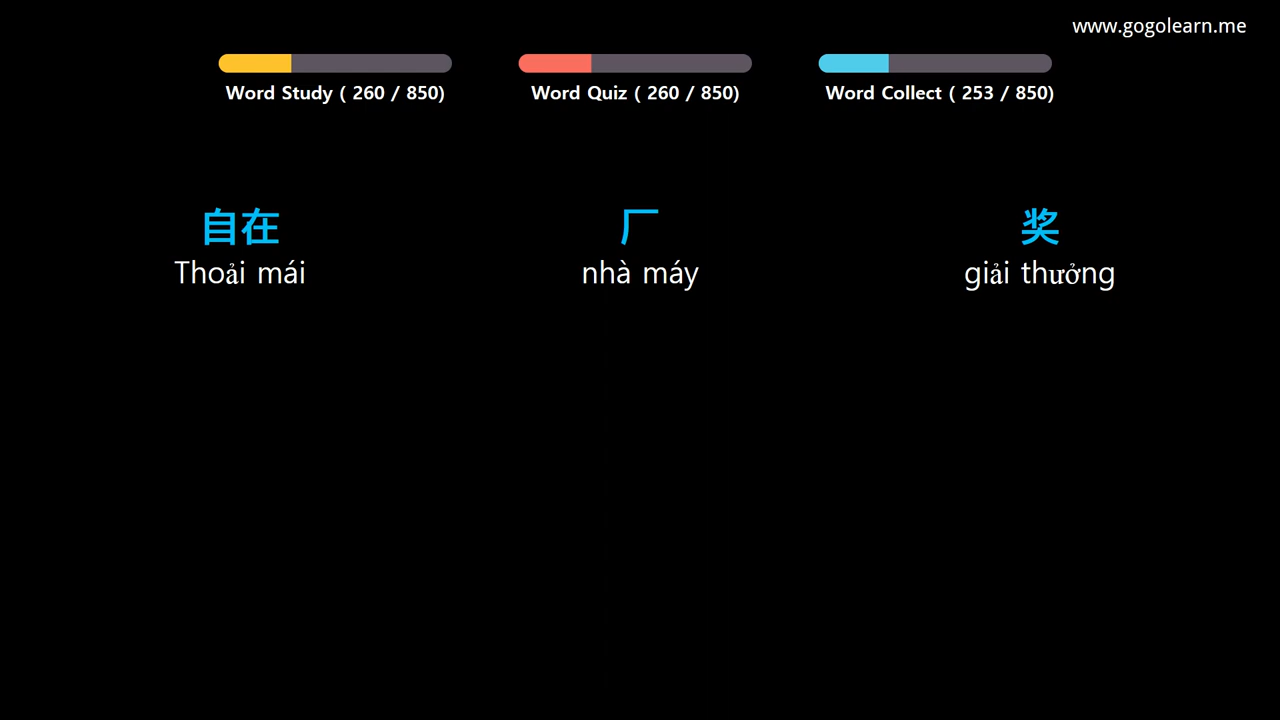 www.gogolearn.me
Word Study ( 260 / 850)
Word Quiz ( 260 / 850)
Word Collect ( 253 / 850)
自在
Thoải mái
厂
nhà máy
奖
giải thưởng